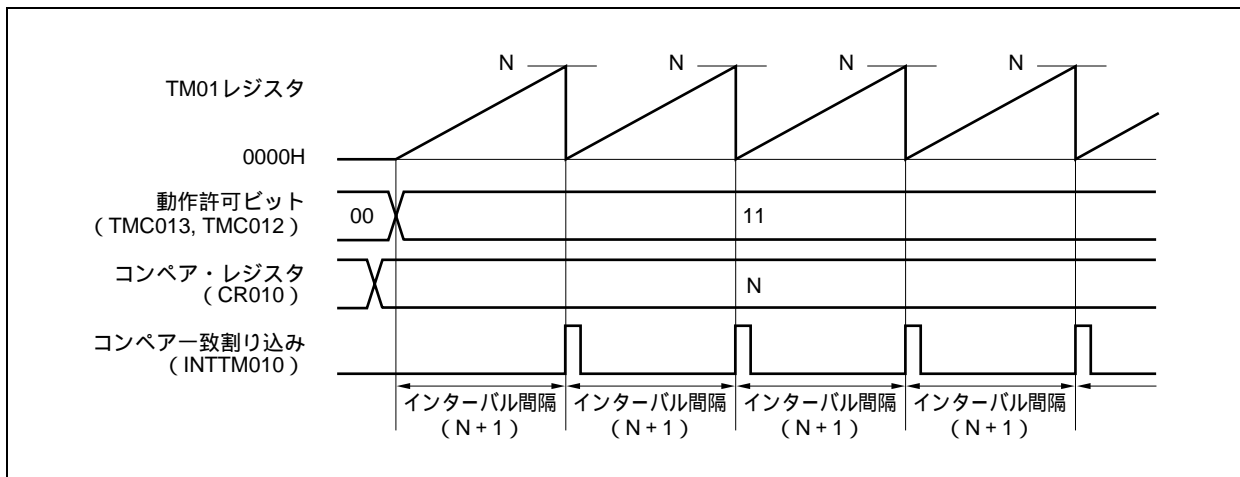 N N N N
TM01レジスタ
0000H
動作許可ビット
（TMC013, TMC012）
00 11
コンペア・レジスタ
（CR010）
N
コンペア一致割り込み
（INTTM010）
インターバル間隔 インターバル間隔 インターバル間隔 インターバル間隔
（N + 1） （N + 1） （N + 1） （N + 1）